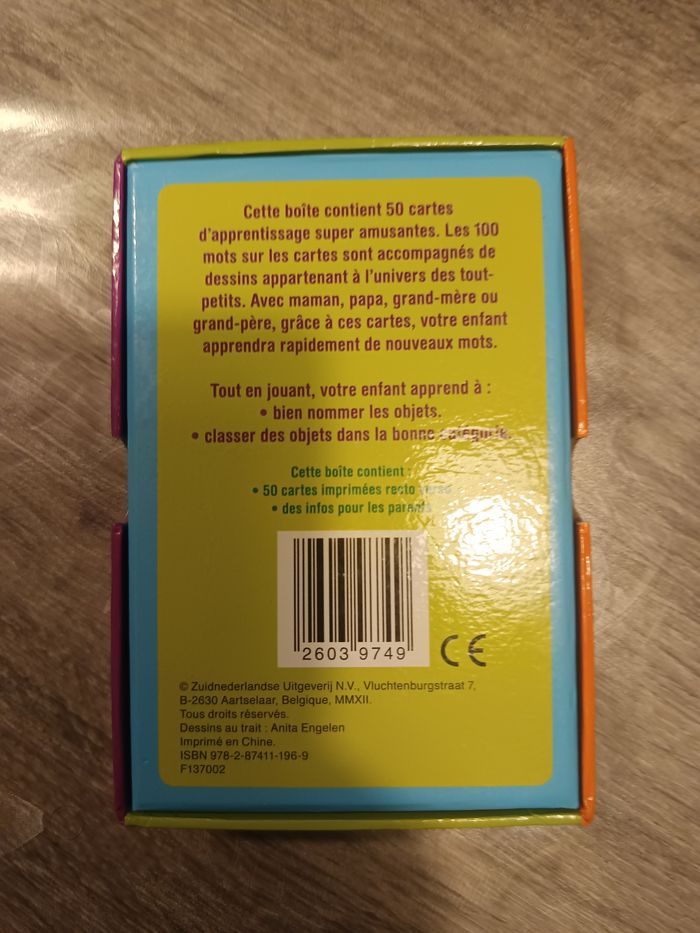 Cette boîte contient 50 cartes
d'apprentissage super amusantes. Les 100
mots sur les cartes sont accompagnés de
dessins appartenant à l'univers des tout-
petits. Avec maman, papa, grand-mère ou
grand-père, grâce à ces cartes, votre enfant
apprendra rapidement de nouveaux mots.
Tout en jouant, votre enfant apprend à :
• bien nommer les objets.
• classer des objets dans la bonne catégorie.
Cette boîte contient :
• 50 cartes imprimées recto verso
• des infos pour les parents
2603 9749
CE
© Zuidnederlandse Uitgeverij N.V., Vluchtenburgstraat 7,
B-2630 Aartselaar, Belgique, MMXII.
Tous droits réservés.
Dessins au trait : Anita Engelen
Imprimé en Chine.
ISBN 978-2-87411-196-9
F137002